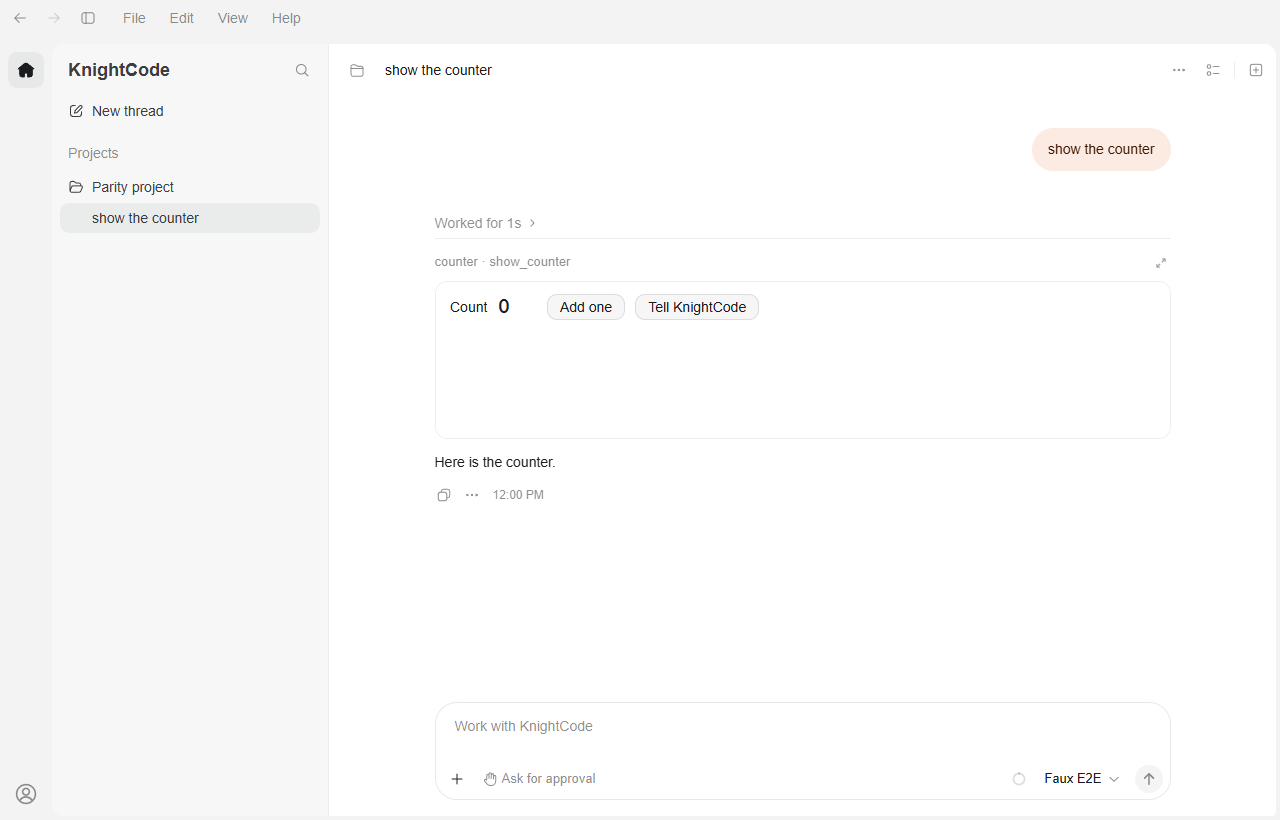 File Edit View Help
KnightCode
New thread
Projects
Parity project
show the counter
show the counter
show the counter
Worked for 1s
counter · show_counter
Count 0 Add one Tell KnightCode
Here is the counter.
12:00 PM
Work with KnightCode
Ask for approval Faux E2E